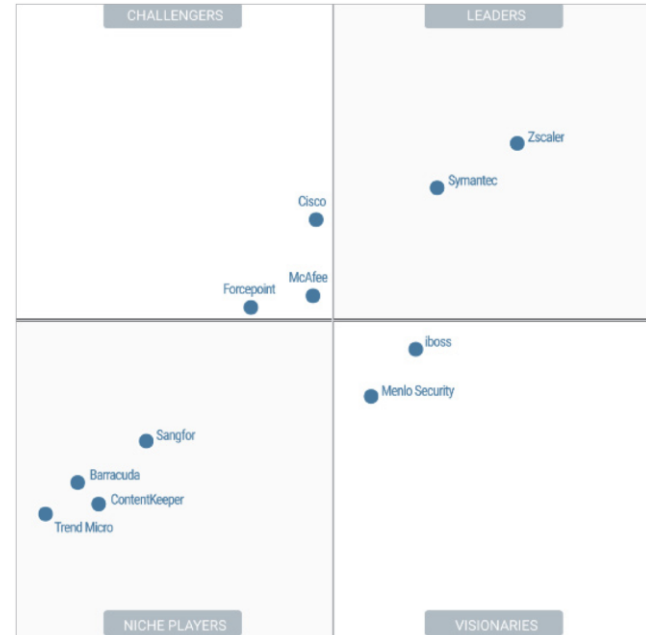 CHALLENGERS
LEADERS
Zscaler
Symantec
Cisco
McAfee
Forcepoint
iboss
Menlo Security
Sangfor
Barracuda
ContentKeeper
Trend Micro
NICHE PLAYERS
VISIONARIES